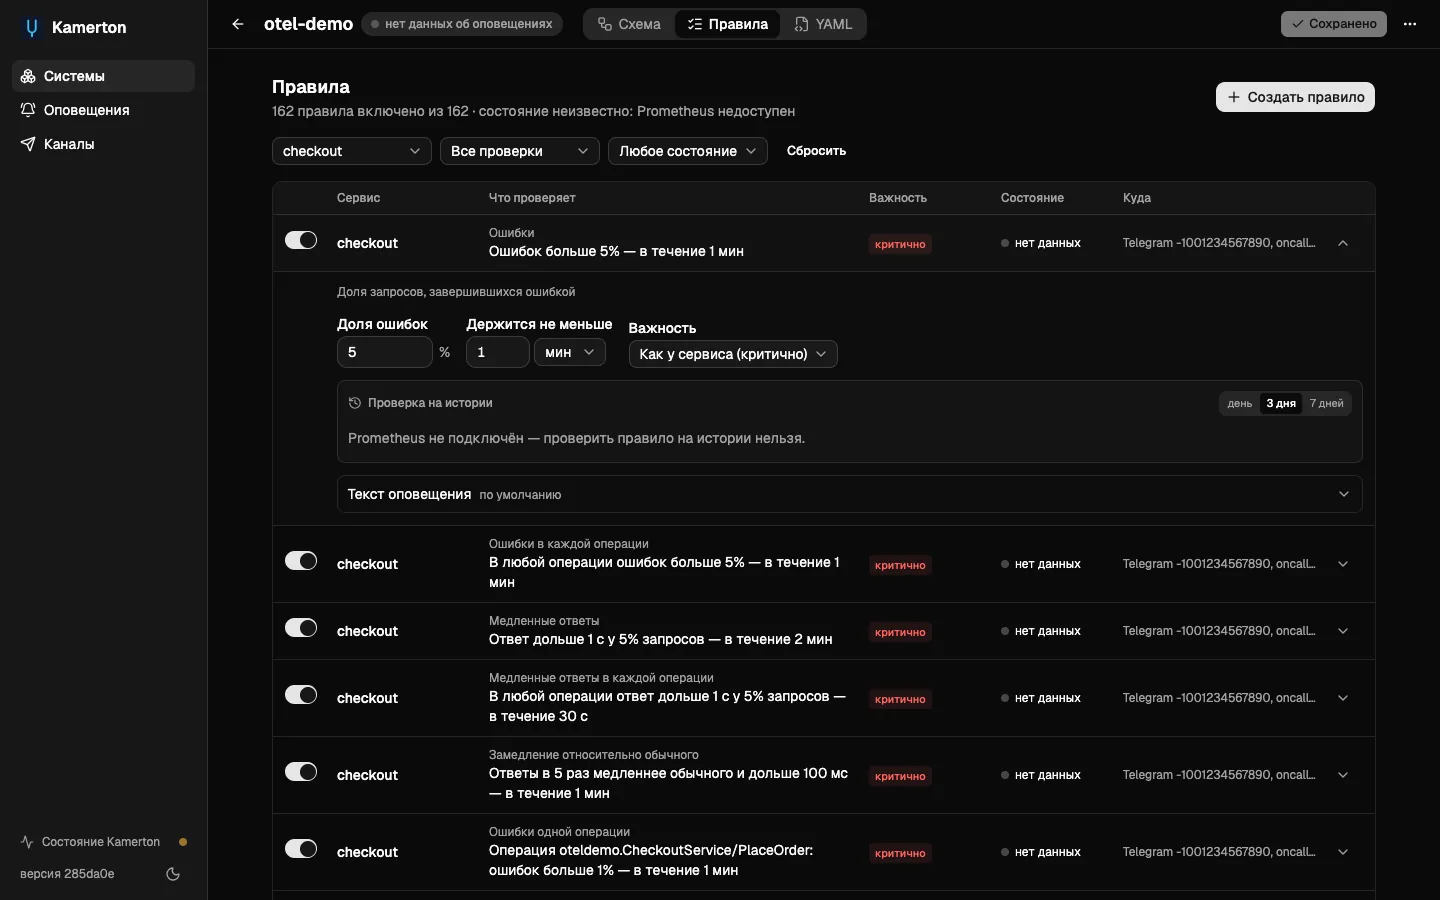 Kamerton
otel-demo
нет данных об оповещениях
Схема
Правила
YAML
Сохранено
Системы
Оповещения
Каналы
Правила
162 правила включено из 162 · состояние неизвестно: Prometheus недоступен
Создать правило
checkout
Все проверки
Любое состояние
Сбросить
Сервис
Что проверяет
Важность
Состояние
Куда
checkout
Ошибки
Ошибок больше 5% — в течение 1 мин
критично
нет данных
Telegram -1001234567890, oncall…
Доля запросов, завершившихся ошибкой
Доля ошибок
Держится не меньше
Важность
5
%
1
мин
Как у сервиса (критично)
Проверка на истории
день
3 дня
7 дней
Prometheus не подключён — проверить правило на истории нельзя.
Текст оповещения по умолчанию
checkout
Ошибки в каждой операции
В любой операции ошибок больше 5% — в течение 1
мин
критично
нет данных
Telegram -1001234567890, oncall…
checkout
Медленные ответы
Ответ дольше 1 с у 5% запросов — в течение 2 мин
критично
нет данных
Telegram -1001234567890, oncall…
checkout
Медленные ответы в каждой операции
В любой операции ответ дольше 1 с у 5% запросов —
в течение 30 с
критично
нет данных
Telegram -1001234567890, oncall…
checkout
Замедление относительно обычного
Ответы в 5 раз медленнее обычного и дольше 100 мс
— в течение 1 мин
критично
нет данных
Telegram -1001234567890, oncall…
checkout
Ошибки одной операции
Операция oteldemo.CheckoutService/PlaceOrder:
ошибок больше 1% — в течение 1 мин
критично
нет данных
Telegram -1001234567890, oncall…
Состояние Kamerton
версия 285da0e